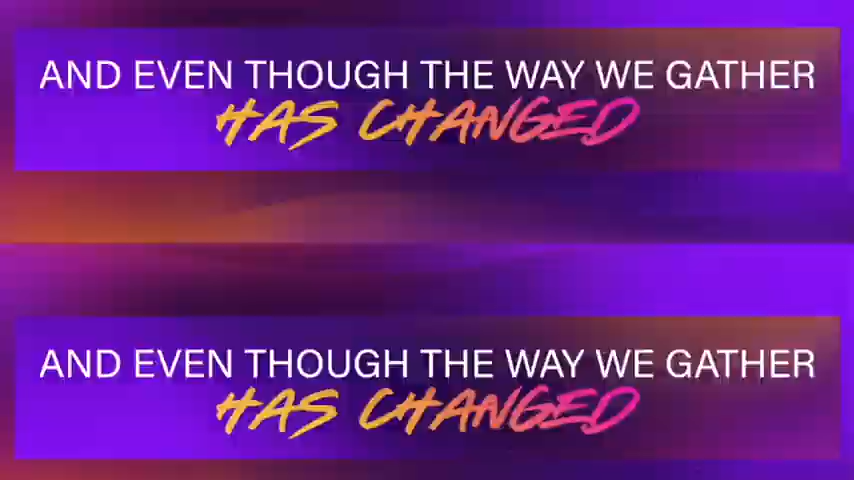 AND EVEN THOUGH THE WAY WE GATHER
HAS CHANGED
AND EVEN THOUGH THE WAY WE GATHER
HAS CHANGED